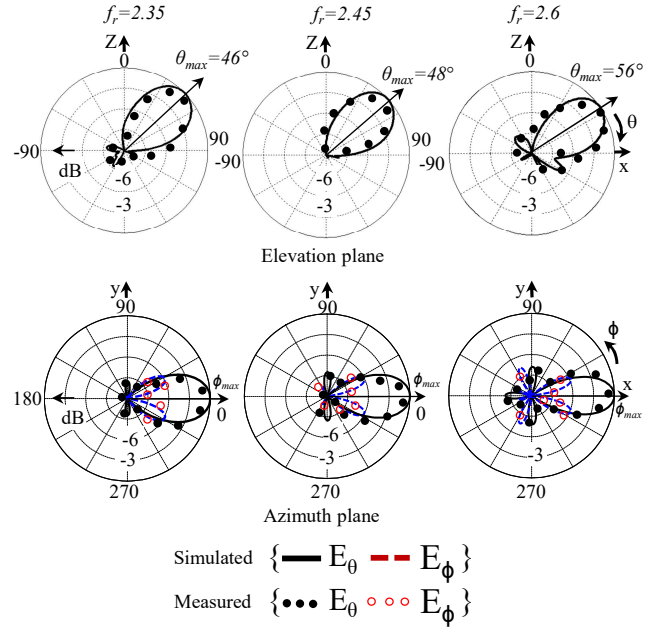 fr=2.35 fr=2.45 fr=2.6
Z Z Z
0 0 0
θmax=46° θmax=48° θmax=56°
θ
-90 90 -90 90 -90 x
dB
-6 -6 -6
-3 -3 -3
Elevation plane
y y y
90 90 90
ϕ
180 ϕmax ϕmax x
dB 0 0 ϕmax
-6 -6
-3 -3 -3
270 270 270
Azimuth plane
Simulated { Eθ Eϕ }
Measured { Eθ Eϕ }